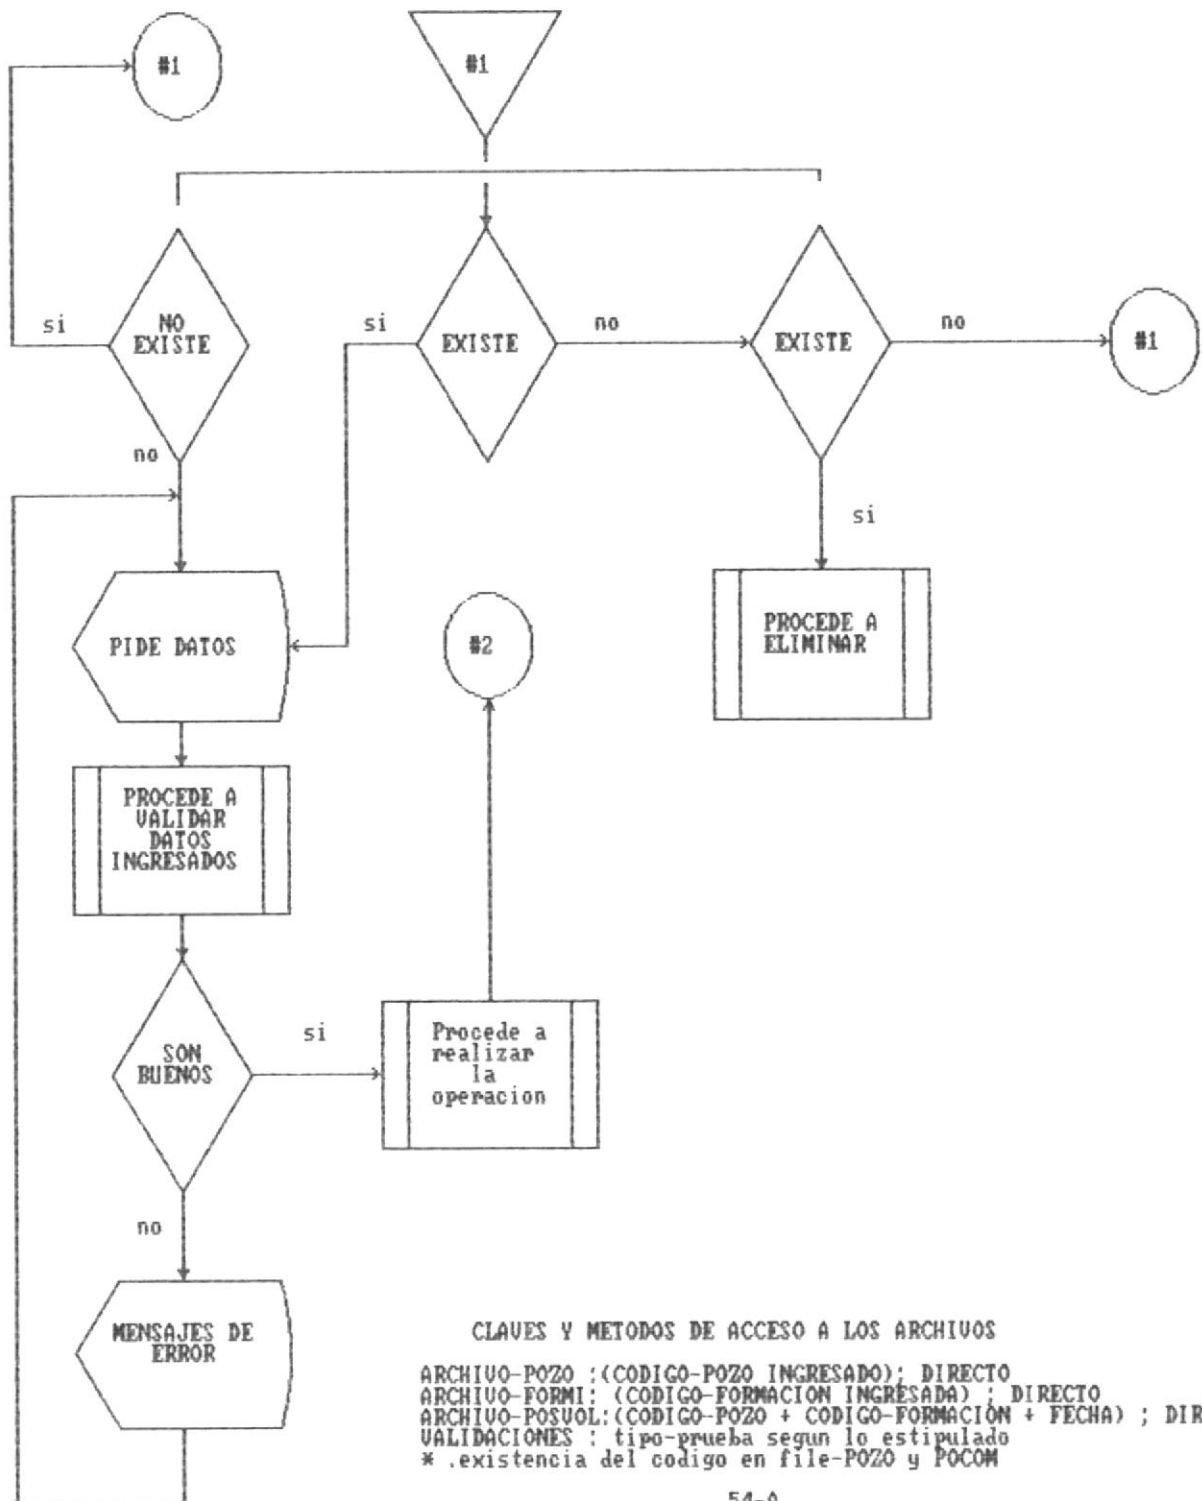 #1
#1
si
NO
EXISTE
si
EXISTE
no
EXISTE
no
#1
no
si
PIDE DATOS
#2
PROCEDE A
ELIMINAR
PROCEDE A
VALIDAR
DATOS
INGRESADOS
SON
BUENOS
si
Procede a
realizar
la
operacion
no
MENSAJES DE
ERROR
CLAVES Y METODOS DE ACCESO A LOS ARCHIVOS
ARCHIVO-POZO :(CODIGO-POZO INGRESADO); DIRECTO
ARCHIVO-FORMI: (CODIGO-FORMACION INGRESADA) ; DIRECTO
ARCHIVO-POSVOL:(CODIGO-POZO + CODIGO-FORMACIÓN + FECHA) ; DIR
VALIDACIONES : tipo-prueba segun lo estipulado
* .existencia del codigo en file-POZO y POCOM
54-A